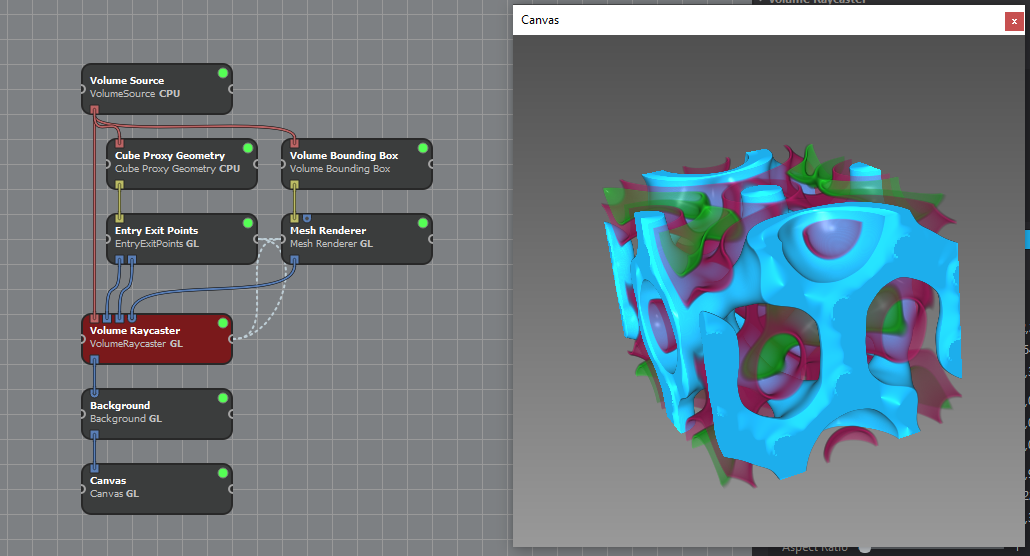 Volume Raycaster
Canvas
x
Volume Source
VolumeSource CPU
Cube Proxy Geometry
Cube Proxy Geometry CPU
Volume Bounding Box
Volume Bounding Box
Entry Exit Points
EntryExitPoints GL
Mesh Renderer
Mesh Renderer GL
Volume Raycaster
VolumeRaycaster GL
Background
Background GL
Canvas
Canvas GL
Aspect Ratio